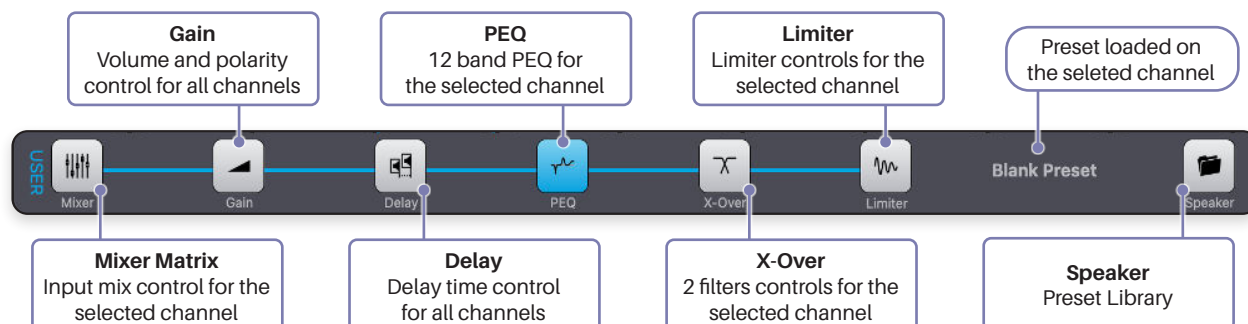 Gain
Volume and polarity
control for all channels
PEQ
12 band PEQ for
the selected channel
Limiter
Limiter controls for the
selected channel
Preset loaded on
the seleted channel
USER
Mixer
Gain
Delay
PEQ
X-Over
Limiter
Blank Preset
Speaker
Mixer Matrix
Input mix control for the
selected channel
Delay
Delay time control
for all channels
X-Over
2 filters controls for the
selected channel
Speaker
Preset Library